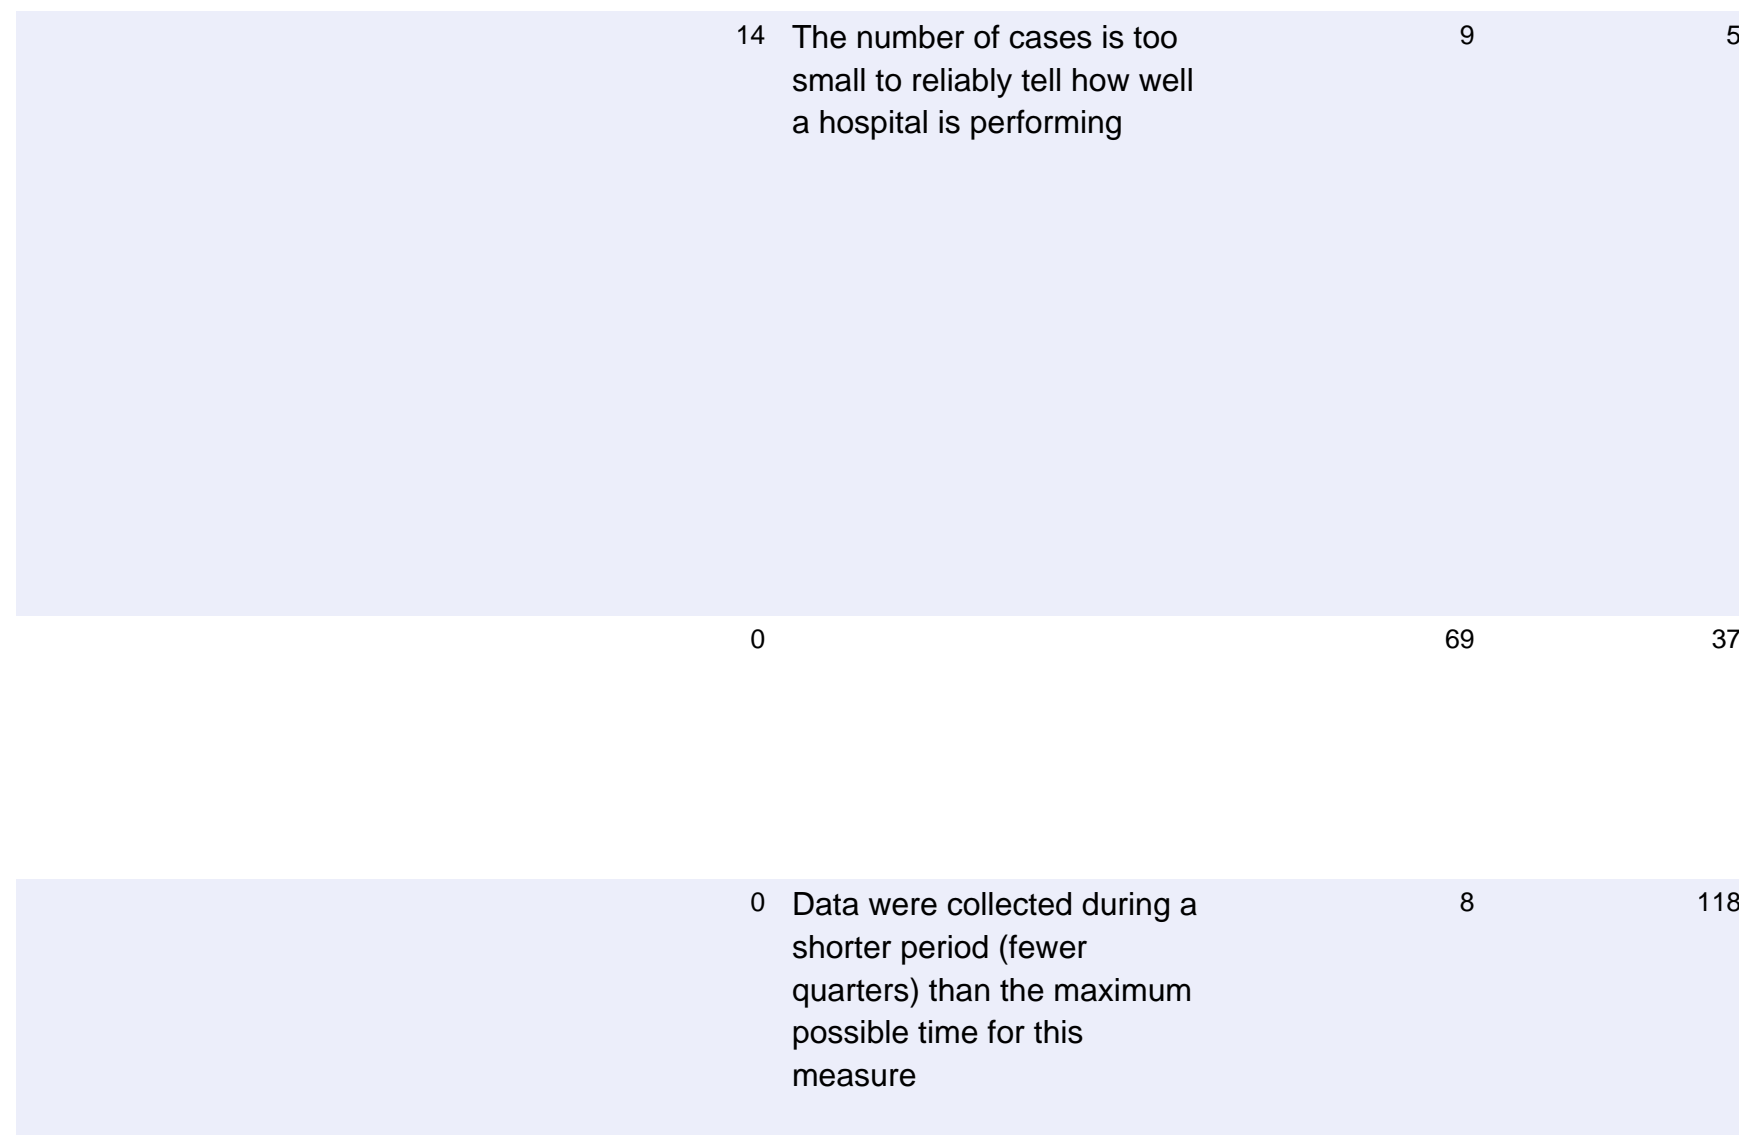 14 The number of cases is too 9 5
small to reliably tell how well
a hospital is performing
0 69 37
0 Data were collected during a 8 118
shorter period (fewer
quarters) than the maximum
possible time for this
measure